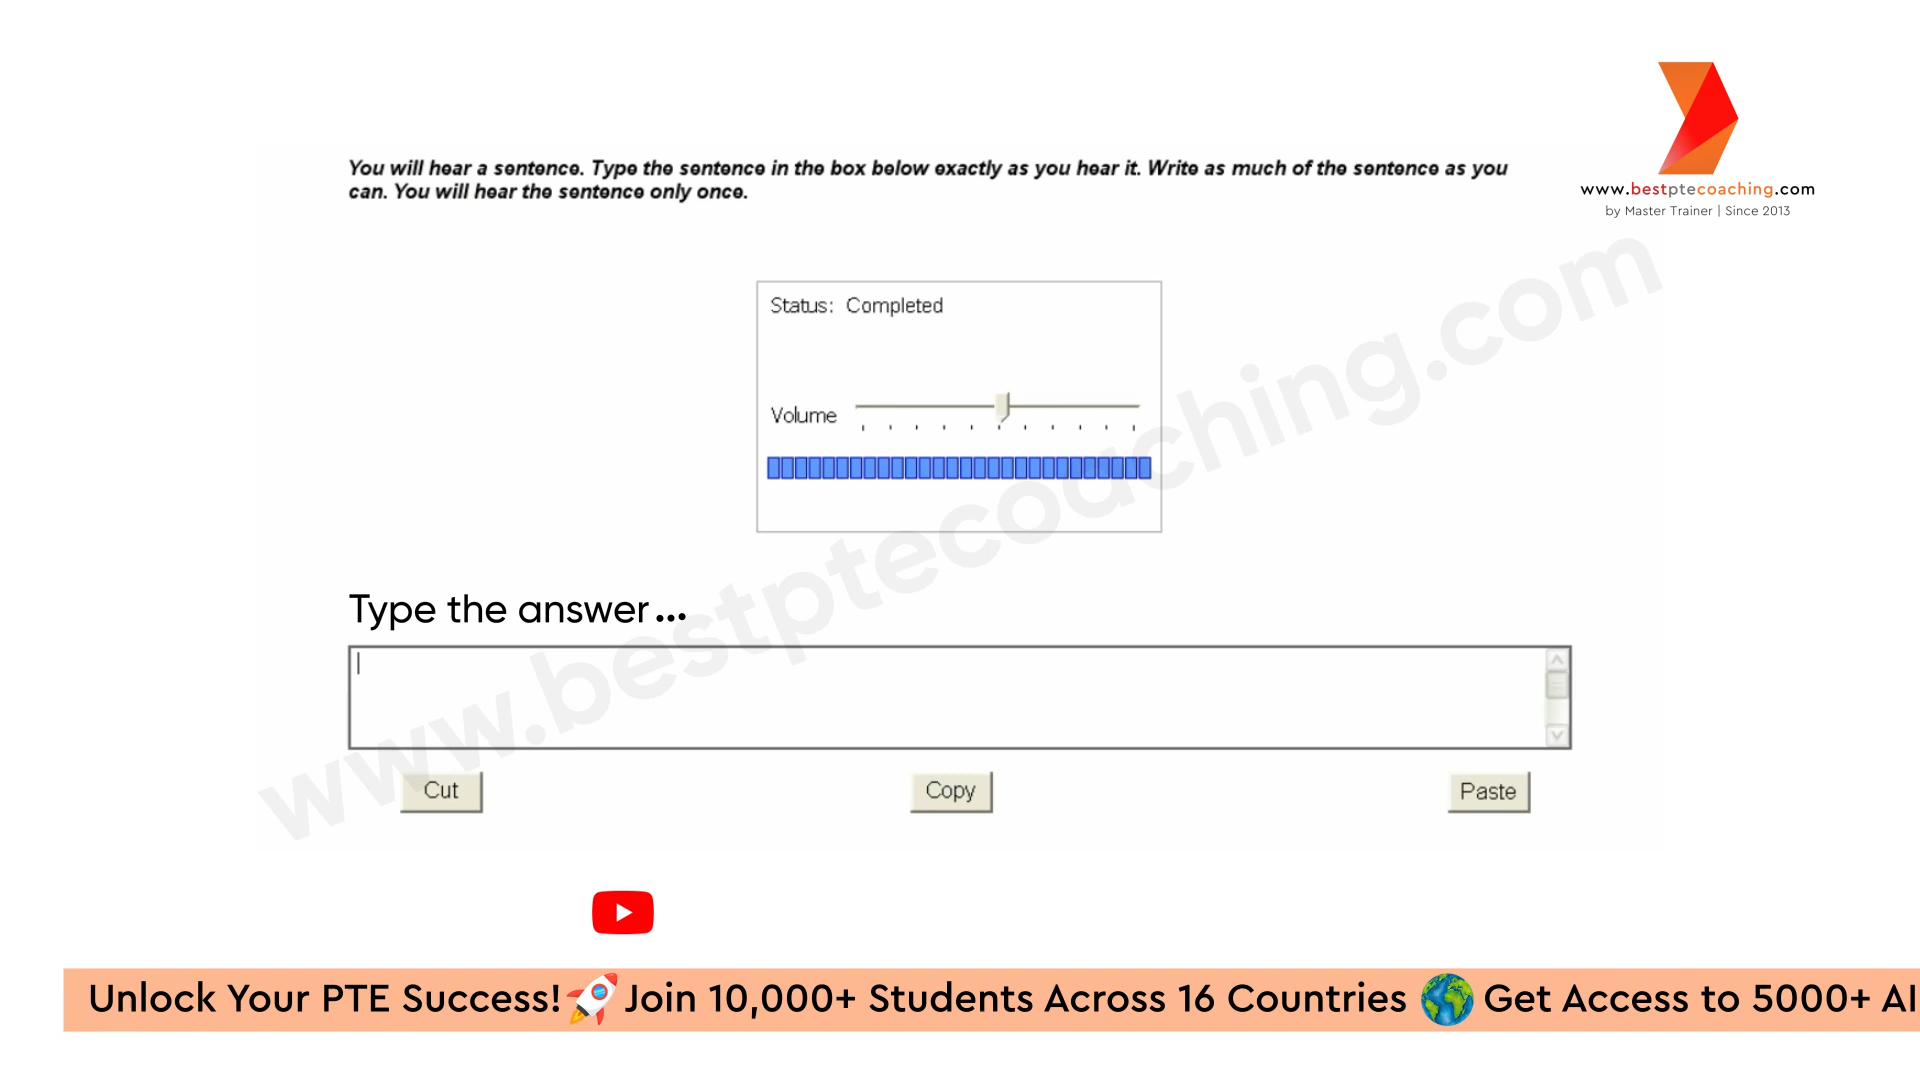 You will hear a sentence. Type the sentence in the box below exactly as you hear it. Write as much of the sentence as you
can. You will hear the sentence only once.
www.bestptecoaching.com
by Master Trainer | Since 2013
Status: Completed
Volume
www.bestptecoaching.com
Type the answer...
Cut
Copy
Paste
Unlock Your PTE Success! 🚀 Join 10,000+ Students Across 16 Countries 🌍 Get Access to 5000+ AI